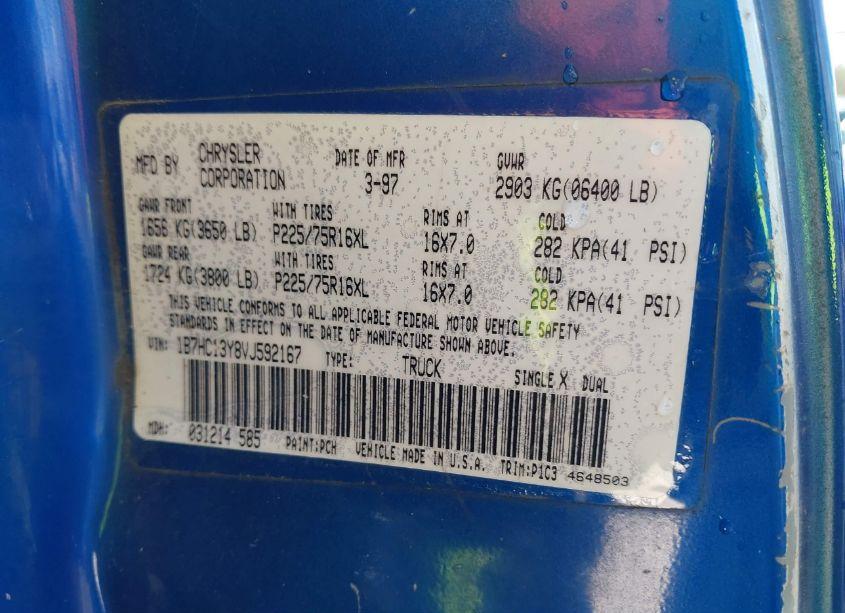 MFD BY CHRYSLER CORPORATION DATE OF MFR 3-97 GVWR 2903 KG(06400 LB)
GAWR FRONT WITH TIRES RIMS AT COLD
1656 KG(3650 LB) P225/75R16XL 16X7.0 282 KPA(41 PSI)
GAWR REAR WITH TIRES RIMS AT COLD
1724 KG(3800 LB) P225/75R16XL 16X7.0 282 KPA(41 PSI)
THIS VEHICLE CONFORMS TO ALL APPLICABLE FEDERAL MOTOR VEHICLE SAFETY
STANDARDS IN EFFECT ON THE DATE OF MANUFACTURE SHOWN ABOVE.
VIN: 1B7HC13Y8VJ592167 TYPE: TRUCK SINGLE X DUAL
MDH: 031214 585 PAINT:PCH VEHICLE MADE IN U.S.A. TRIM:P1C3 4648503